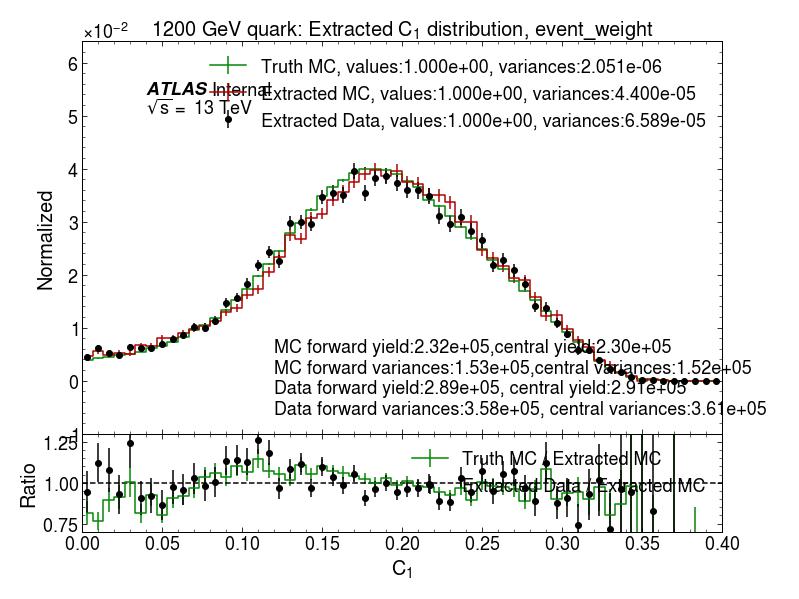 ×10⁻² 1200 GeV quark: Extracted C₁ distribution, event_weight
Truth MC, values:1.000e+00, variances:2.051e-06
ATLAS Internal
Extracted MC, values:1.000e+00, variances:4.400e-05
√s = 13 TeV
Extracted Data, values:1.000e+00, variances:6.589e-05
6
5
4
3
2
1
0
1
Normalized
MC forward yield:2.32e+05,central yield:2.30e+05
MC forward variances:1.53e+05,central variances:1.52e+05
Data forward yield:2.89e+05, central yield:2.91e+05
Data forward variances:3.58e+05, central variances:3.61e+05
Truth MC / Extracted MC
Extracted Data / Extracted MC
1.25
1.00
0.75
Ratio
0.00 0.05 0.10 0.15 0.20 0.25 0.30 0.35 0.40
C₁